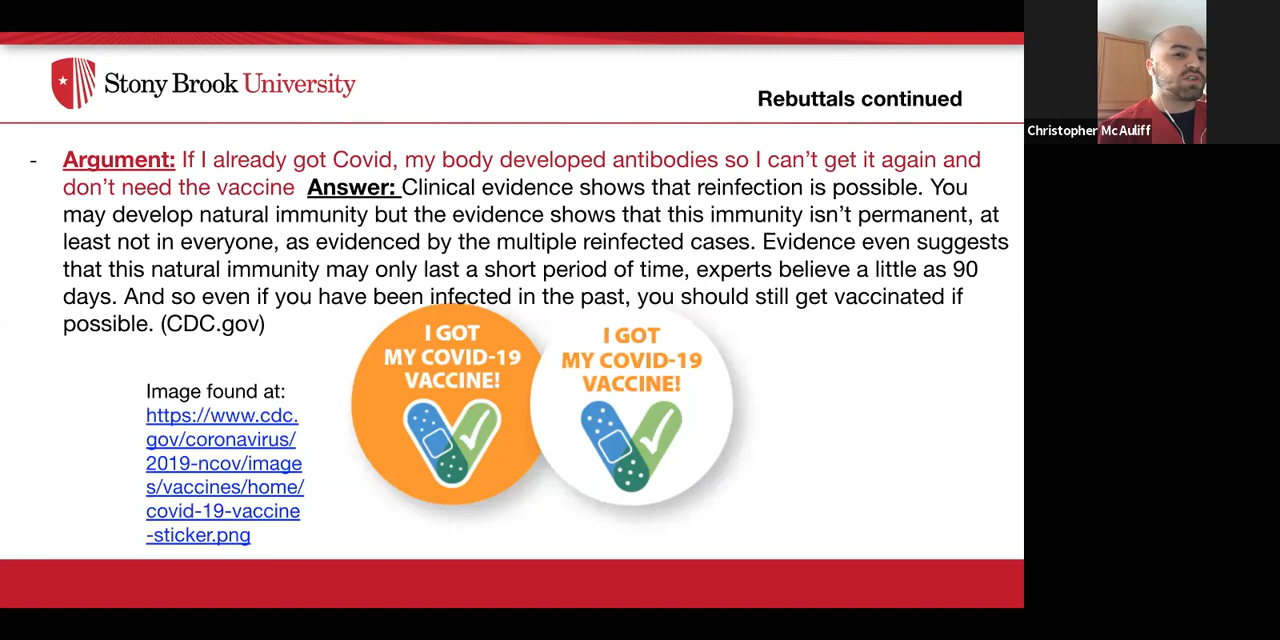 Stony Brook University
Rebuttals continued
Christopher Mc Auliff
- Argument: If I already got Covid, my body developed antibodies so I can't get it again and
don't need the vaccine Answer: Clinical evidence shows that reinfection is possible. You
may develop natural immunity but the evidence shows that this immunity isn't permanent, at
least not in everyone, as evidenced by the multiple reinfected cases. Evidence even suggests
that this natural immunity may only last a short period of time, experts believe a little as 90
days. And so even if you have been infected in the past, you should still get vaccinated if
possible. (CDC.gov)
I GOT
MY COVID-19
VACCINE!
I GOT
MY COVID-19
VACCINE!
Image found at:
https://www.cdc.
gov/coronavirus/
2019-ncov/image
s/vaccines/home/
covid-19-vaccine
-sticker.png